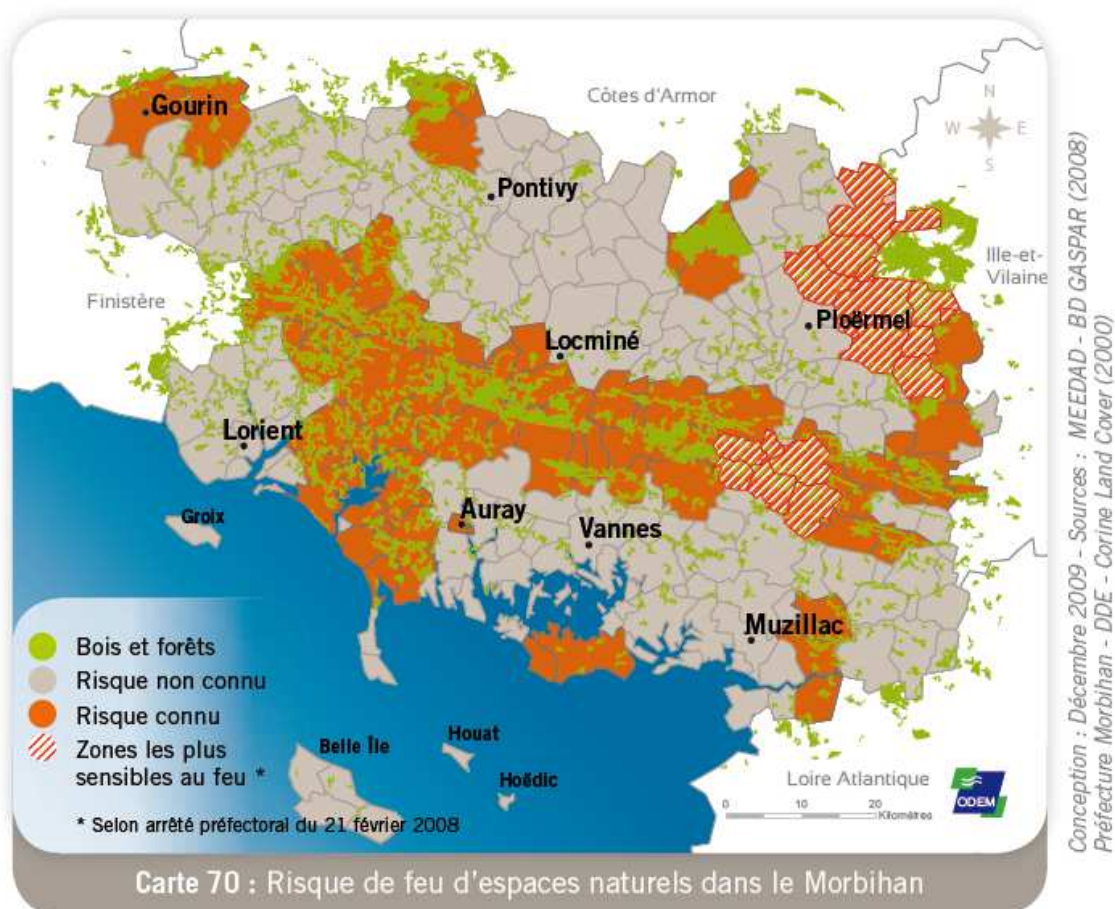 Côtes d'Armor
N
W E
S
Gourin
Pontivy
Ille-et-
Vilaine
Finistère
Ploërmel
Locminé
Lorient
Groix
Auray
Vannes
Muzillac
Bois et forêts
Risque non connu
Risque connu
Zones les plus
sensibles au feu *
* Selon arrêté préfectoral du 21 février 2008
Belle Île
Houat
Hoëdic
Loire Atlantique
0 10 20
Kilomètres
ODEM
Carte 70 : Risque de feu d'espaces naturels dans le Morbihan
Conception : Décembre 2009 - Sources : MEEDAD - BD GASPAR (2008)
Préfecture Morbihan - DDE - Corine Land Cover (2000)